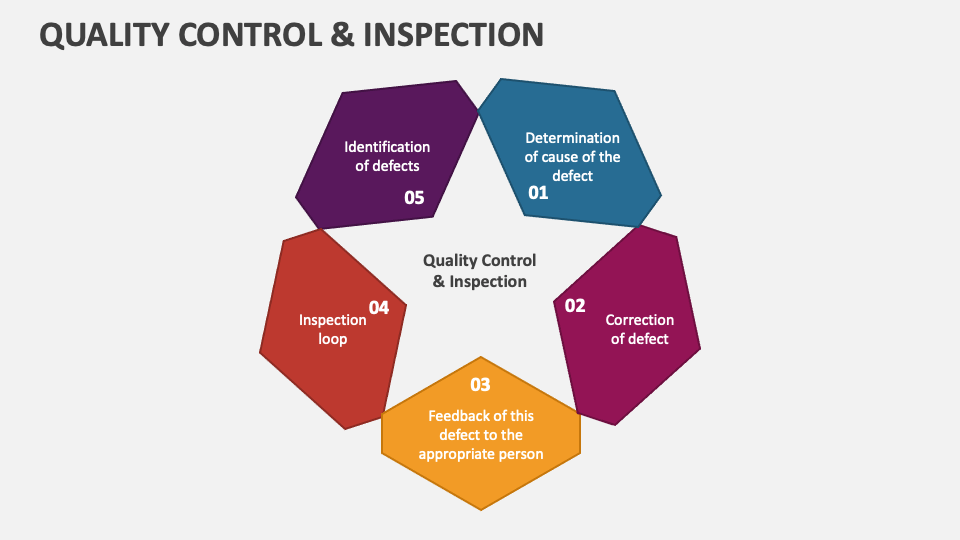 QUALITY CONTROL & INSPECTION
Determination
of cause of the
defect
01
02
Correction
of defect
03
Feedback of this
defect to the
appropriate person
04
Inspection
loop
Identification
of defects
05
Quality Control
& Inspection